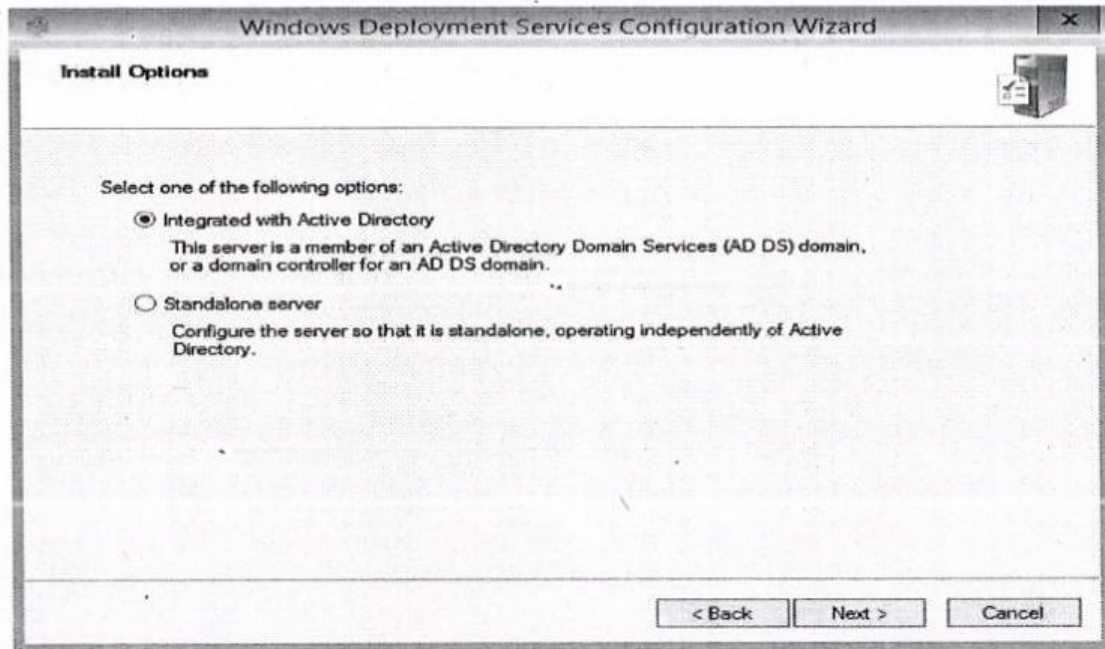 Windows Deployment Services Configuration Wizard
Install Options
Select one of the following options:
Integrated with Active Directory
This server is a member of an Active Directory Domain Services (AD DS) domain,
or a domain controller for an AD DS domain.
Standalone server
Configure the server so that it is standalone, operating independently of Active
Directory.
< Back
Next >
Cancel